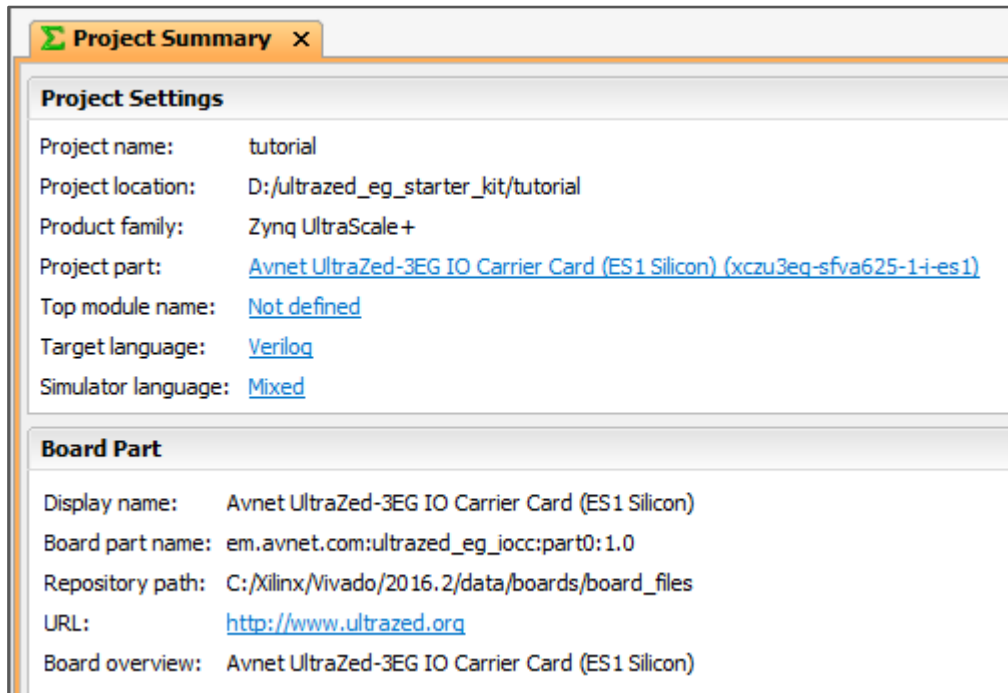 Project Summary
Project Settings
Project name: tutorial
Project location: D:/ultrazed_eg_starter_kit/tutorial
Product family: Zynq UltraScale+
Project part: Avnet UltraZed-3EG IO Carrier Card (ES1 Silicon) (xczu3eg-sfva625-1-i-es1)
Top module name: Not defined
Target language: Verilog
Simulator language: Mixed
Board Part
Display name: Avnet UltraZed-3EG IO Carrier Card (ES1 Silicon)
Board part name: em.avnet.com:ultrazed_eg_iocc:part0:1.0
Repository path: C:/Xilinx/Vivado/2016.2/data/boards/board_files
URL: http://www.ultrazed.org
Board overview: Avnet UltraZed-3EG IO Carrier Card (ES1 Silicon)